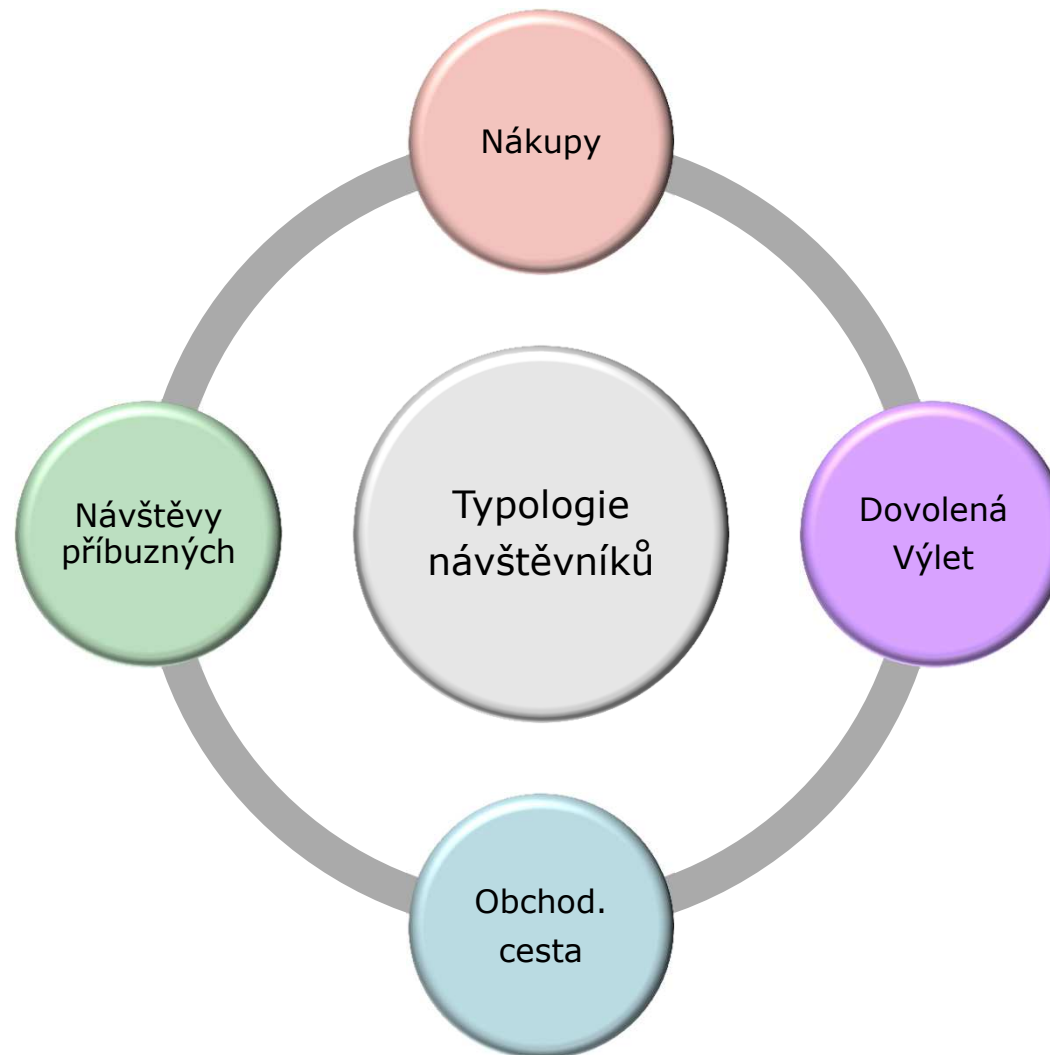 Nákupy
Typologie
návštěvníků
Návštěvy
příbuzných
Dovolená
Výlet
Obchod.
cesta